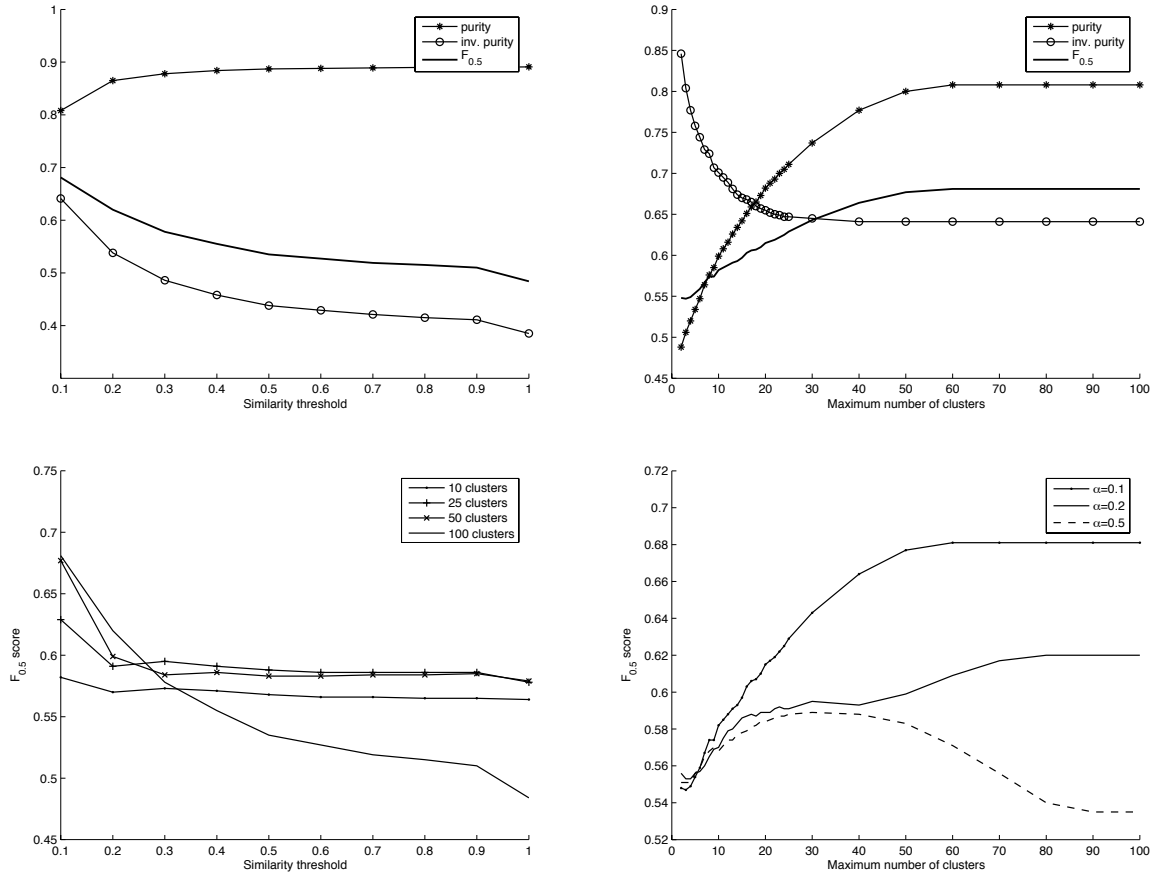 1
0.9
0.8
0.7
0.6
0.5
0.4
0.1 0.2 0.3 0.4 0.5 0.6 0.7 0.8 0.9 1
Similarity threshold
purity
inv. purity
F0.5
0.9
0.85
0.8
0.75
0.7
0.65
0.6
0.55
0.5
0.45
0 10 20 30 40 50 60 70 80 90 100
Maximum number of clusters
purity
inv. purity
F0.5
0.75
0.7
0.65
0.6
0.55
0.5
0.45
F0.5 score
0.1 0.2 0.3 0.4 0.5 0.6 0.7 0.8 0.9 1
Similarity threshold
10 clusters
25 clusters
50 clusters
100 clusters
0.72
0.7
0.68
0.66
0.64
0.62
0.6
0.58
0.56
0.54
0.52
F0.5 score
0 10 20 30 40 50 60 70 80 90 100
Maximum number of clusters
α=0.1
α=0.2
α=0.5